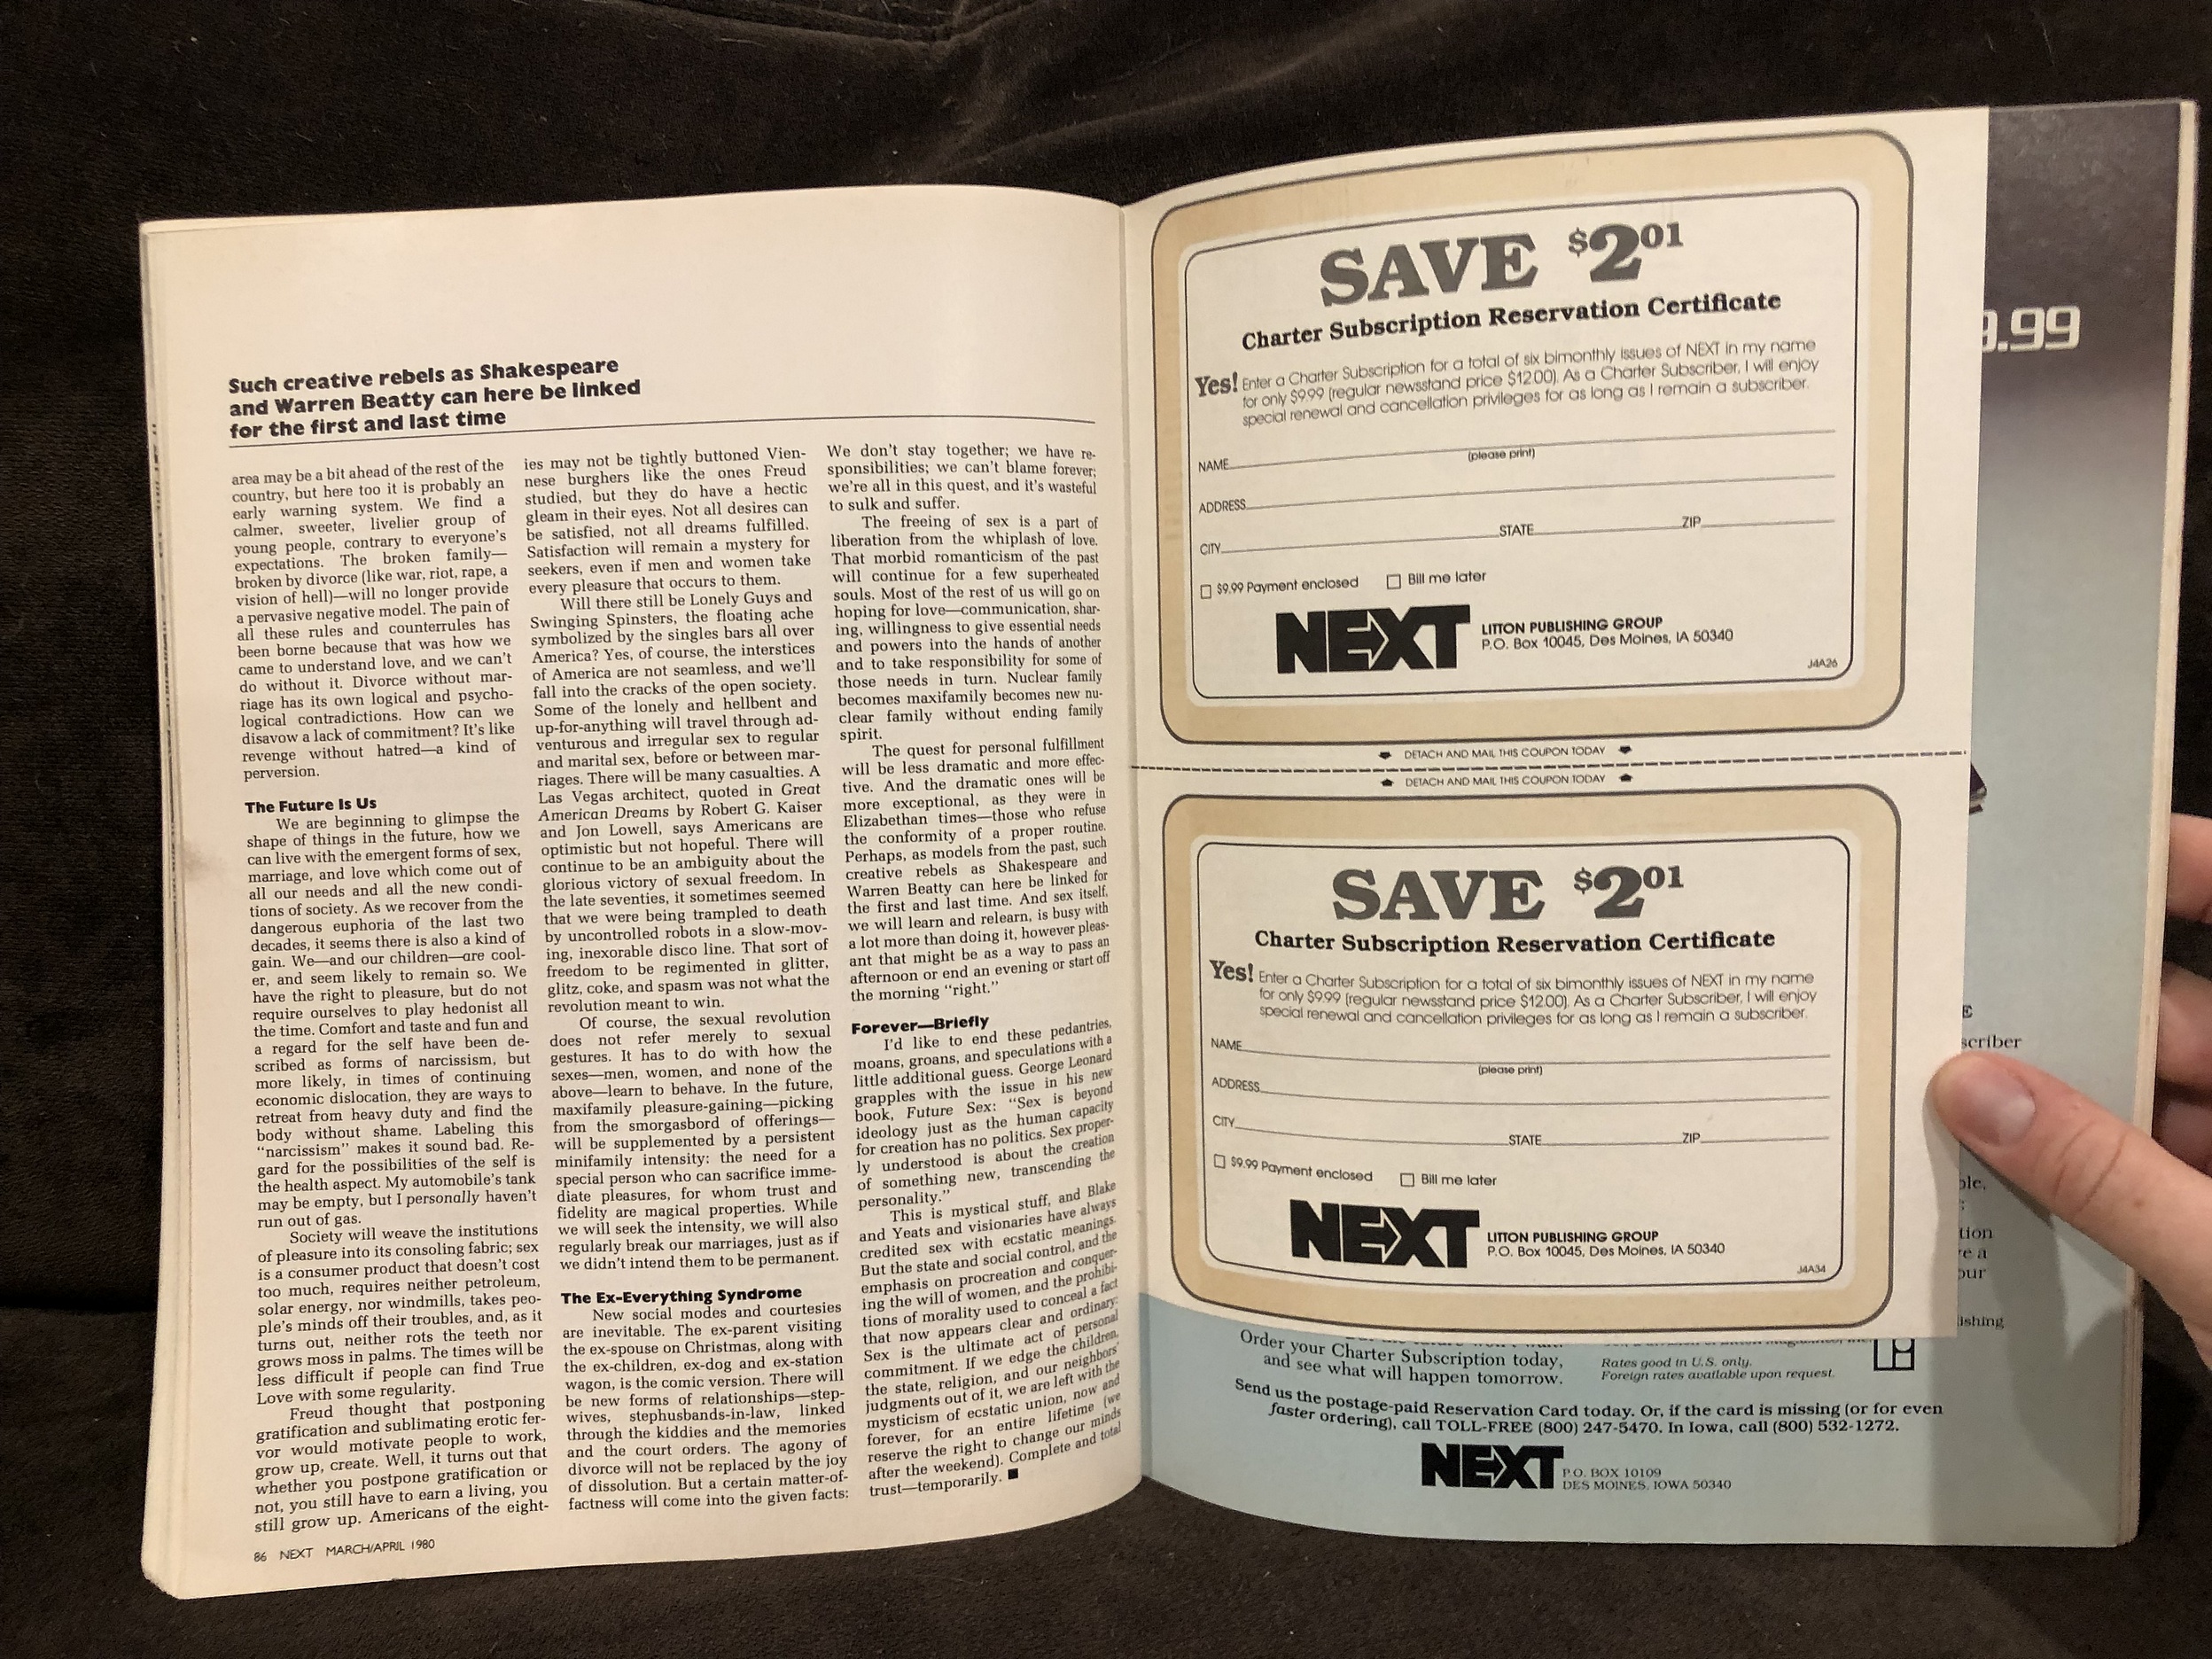 Such creative rebels as Shakespeare
and Warren Beatty can here be linked
for the first and last time
area may be a bit ahead of the rest of the
country, but here too it is probably an
early warning system. We find a
calmer, sweeter, livelier group of
young people, contrary to everyone's
expectations. The broken family—
broken by divorce (like war, riot, rape, a
vision of hell)—will no longer provide
a pervasive negative model. The pain of
all these rules and counterrules has
been borne because that was how we
came to understand love, and we can't
do without it. Divorce without mar-
riage has its own logical and psycho-
logical contradictions. How can we
disavow a lack of commitment? It's like
revenge without hatred—a kind of
perversion.
The Future Is Us
We are beginning to glimpse the
shape of things in the future, how we
can live with the emergent forms of sex,
marriage, and love which come out of
all our needs and all the new condi-
tions of society. As we recover from the
dangerous euphoria of the last two
decades, it seems there is also a kind of
gain. We—and our children—are cool-
er, and seem likely to remain so. We
have the right to pleasure, but do not
require ourselves to play hedonist all
the time. Comfort and taste and fun and
a regard for the self have been de-
scribed as forms of narcissism, but
more likely, in times of continuing
economic dislocation, they are ways to
retreat from heavy duty and find the
body without shame. Labeling this
"narcissism" makes it sound bad. Re-
gard for the possibilities of the self is
the health aspect. My automobile's tank
may be empty, but I personally haven't
run out of gas.
Society will weave the institutions
of pleasure into its consoling fabric; sex
is a consumer product that doesn't cost
too much, requires neither petroleum,
solar energy, nor windmills, takes peo-
ple's minds off their troubles, and, as it
turns out, neither rots the teeth nor
grows moss in palms. The times will be
less difficult if people can find True
Love with some regularity.
Freud thought that postponing
gratification and sublimating erotic fer-
vor would motivate people to work,
grow up, create. Well, it turns out that
whether you postpone gratification or
not, you still have to earn a living, you
still grow up. Americans of the eight-
ies may not be tightly buttoned Vien-
nese burghers like the ones Freud
studied, but they do have a hectic
gleam in their eyes. Not all desires can
be satisfied, not all dreams fulfilled.
Satisfaction will remain a mystery for
seekers, even if men and women take
every pleasure that occurs to them.
Will there still be Lonely Guys and
Swinging Spinsters, the floating ache
symbolized by the singles bars all over
America? Yes, of course, the interstices
of America are not seamless, and we'll
fall into the cracks of the open society.
Some of the lonely and hellbent and
up-for-anything will travel through ad-
venturous and irregular sex to regular
and marital sex, before or between mar-
riages. There will be many casualties. A
Las Vegas architect, quoted in Great
American Dreams by Robert G. Kaiser
and Jon Lowell, says Americans are
optimistic but not hopeful. There will
continue to be an ambiguity about the
glorious victory of sexual freedom. In
the late seventies, it sometimes seemed
that we were being trampled to death
by uncontrolled robots in a slow-mov-
ing, inexorable disco line. That sort of
freedom to be regimented in glitter,
glitz, coke, and spasm was not what the
revolution meant to win.
Of course, the sexual revolution
does not refer merely to sexual
gestures. It has to do with how the
sexes—men, women, and none of the
above—learn to behave. In the future,
maxifamily pleasure-gaining—picking
from the smorgasbord of offerings—
will be supplemented by a persistent
minifamily intensity: the need for a
special person who can sacrifice imme-
diate pleasures, for whom trust and
fidelity are magical properties. While
we will seek the intensity, we will also
regularly break our marriages, just as if
we didn't intend them to be permanent.
The Ex-Everything Syndrome
New social modes and courtesies
are inevitable. The ex-parent visiting
the ex-spouse on Christmas, along with
the ex-children, ex-dog and ex-station
wagon, is the comic version. There will
be new forms of relationships—step-
wives, stephusbands-in-law, linked
through the kiddies and the memories
and the court orders. The agony of
divorce will not be replaced by the joy
of dissolution. But a certain matter-of-
factness will come into the given facts:
We don't stay together; we have re-
sponsibilities; we can't blame forever;
we're all in this quest, and it's wasteful
to sulk and suffer.
The freeing of sex is a part of
liberation from the whiplash of love.
That morbid romanticism of the past
will continue for a few superheated
souls. Most of the rest of us will go on
hoping for love—communication, shar-
ing, willingness to give essential needs
and powers into the hands of another
and to take responsibility for some of
those needs in turn. Nuclear family
becomes maxifamily becomes new nu-
clear family without ending family
spirit.
The quest for personal fulfillment
will be less dramatic and more effec-
tive. And the dramatic ones will be
more exceptional, as they were in
Elizabethan times—those who refuse
the conformity of a proper routine.
Perhaps, as models from the past, such
creative rebels as Shakespeare and
Warren Beatty can here be linked for
the first and last time. And sex itself,
we will learn and relearn, is busy with
a lot more than doing it, however pleas-
ant that might be as a way to pass an
afternoon or end an evening or start off
the morning "right."
Forever—Briefly
I'd like to end these pedantries,
moans, groans, and speculations with a
little additional guess. George Leonard
grapples with the issue in his new
book, Future Sex: "Sex is beyond
ideology just as the human capacity
for creation has no politics. Sex proper-
ly understood is about the creation
of something new, transcending the
personality."
This is mystical stuff, and Blake
and Yeats and visionaries have always
credited sex with ecstatic meanings.
But the state and social control, and the
emphasis on procreation and conquer-
ing the will of women, and the prohibi-
tions of morality used to conceal a fact
that now appears clear and ordinary:
Sex is the ultimate act of personal
commitment. If we edge the children,
the state, religion, and our neighbors'
judgments out of it, we are left with the
mysticism of ecstatic union, now and
forever, for an entire lifetime (we
reserve the right to change our minds
after the weekend). Complete and total
trust—temporarily. ■
86 NEXT MARCH/APRIL 1980
SAVE $2 01
Charter Subscription Reservation Certificate
Yes! Enter a Charter Subscription for a total of six bimonthly issues of NEXT in my name
for only $9.99 (regular newsstand price $12.00). As a Charter Subscriber, I will enjoy
special renewal and cancellation privileges for as long as I remain a subscriber.
NAME
(please print)
ADDRESS
CITY STATE ZIP
☐ $9.99 Payment enclosed ☐ Bill me later
NEXT LITTON PUBLISHING GROUP
P.O. Box 10045, Des Moines, IA 50340
J4A26
DETACH AND MAIL THIS COUPON TODAY
DETACH AND MAIL THIS COUPON TODAY
SAVE $2 01
Charter Subscription Reservation Certificate
Yes! Enter a Charter Subscription for a total of six bimonthly issues of NEXT in my name
for only $9.99 (regular newsstand price $12.00). As a Charter Subscriber, I will enjoy
special renewal and cancellation privileges for as long as I remain a subscriber.
NAME
(please print)
ADDRESS
CITY STATE ZIP
☐ $9.99 Payment enclosed ☐ Bill me later
NEXT LITTON PUBLISHING GROUP
P.O. Box 10045, Des Moines, IA 50340
J4A34
9.99
Order your Charter Subscription today,
and see what will happen tomorrow.
Rates good in U.S. only.
Foreign rates available upon request.
Send us the postage-paid Reservation Card today. Or, if the card is missing (or for even
faster ordering), call TOLL-FREE (800) 247-5470. In Iowa, call (800) 532-1272.
NEXT P.O. BOX 10109
DES MOINES, IOWA 50340